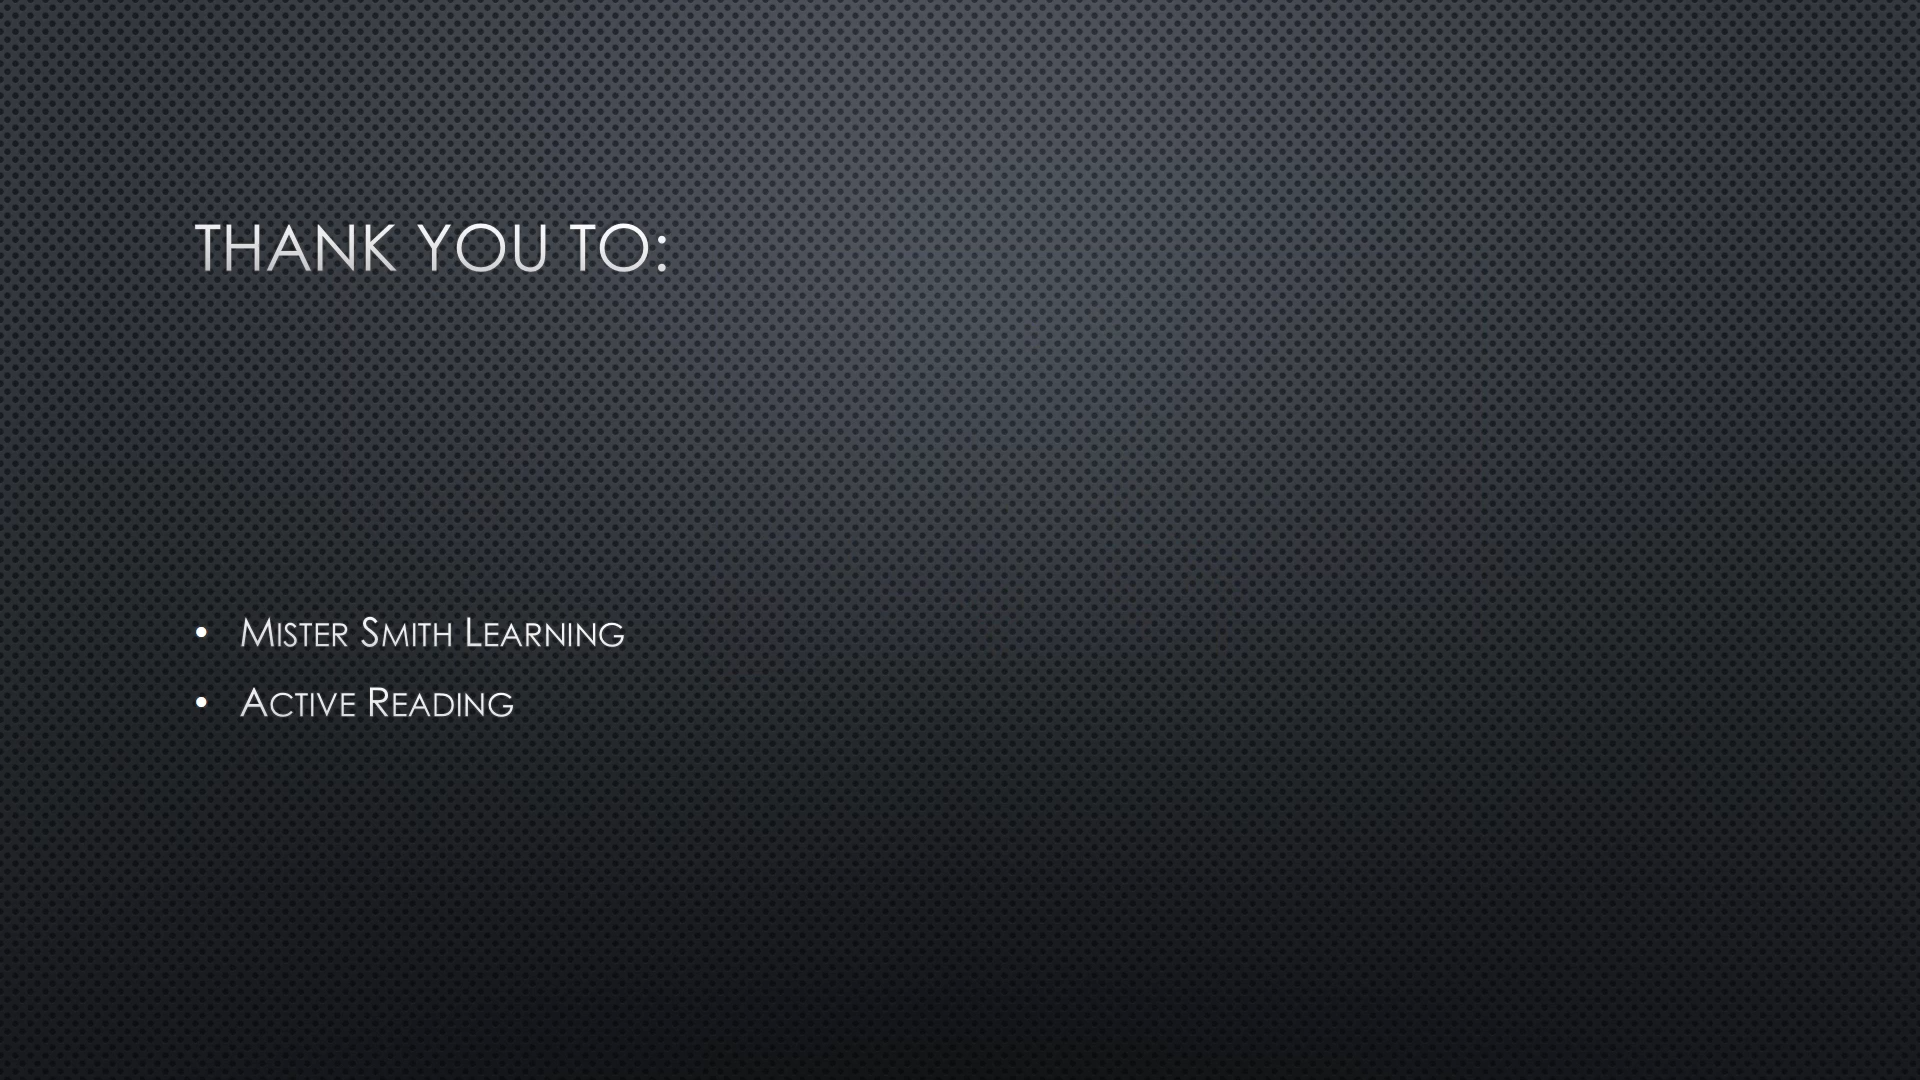 THANK YOU TO:
• MISTER SMITH LEARNING
• ACTIVE READING